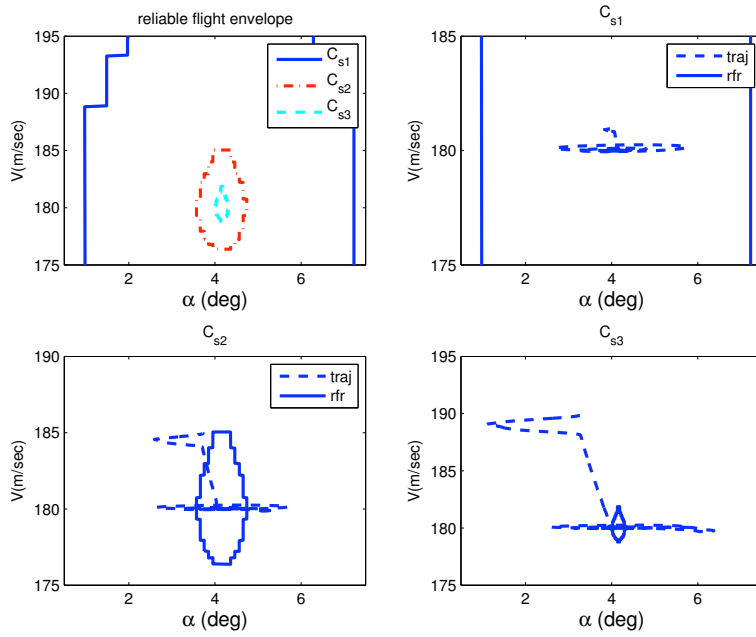 reliable flight envelope
195
190
185
180
175
V(m/sec)
2 4 6
α (deg)
C_s1
C_s2
C_s3
C_s1
185
180
175
V(m/sec)
2 4 6
α (deg)
traj
rfr
C_s2
190
185
180
175
V(m/sec)
2 4 6
α (deg)
traj
rfr
C_s3
195
190
185
180
175
V(m/sec)
2 4 6
α (deg)
traj
rfr